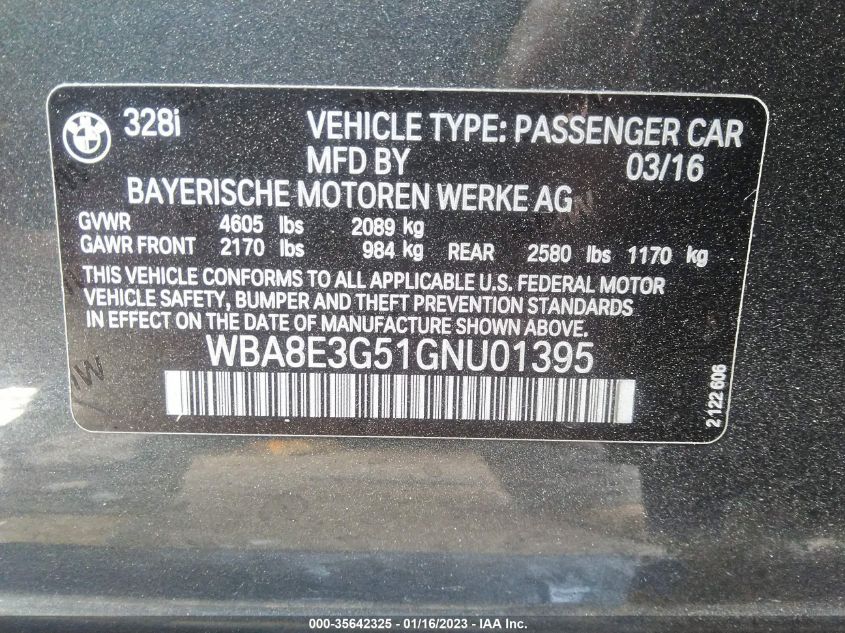 328i VEHICLE TYPE: PASSENGER CAR
MFD BY 03/16
BAYERISCHE MOTOREN WERKE AG
GVWR 4605 lbs 2089 kg
GAWR FRONT 2170 lbs 984 kg REAR 2580 lbs 1170 kg
THIS VEHICLE CONFORMS TO ALL APPLICABLE U.S. FEDERAL MOTOR
VEHICLE SAFETY, BUMPER AND THEFT PREVENTION STANDARDS
IN EFFECT ON THE DATE OF MANUFACTURE SHOWN ABOVE.
WBA8E3G51GNU01395
2 122 606
000-35642325 - 01/16/2023 - IAA Inc.